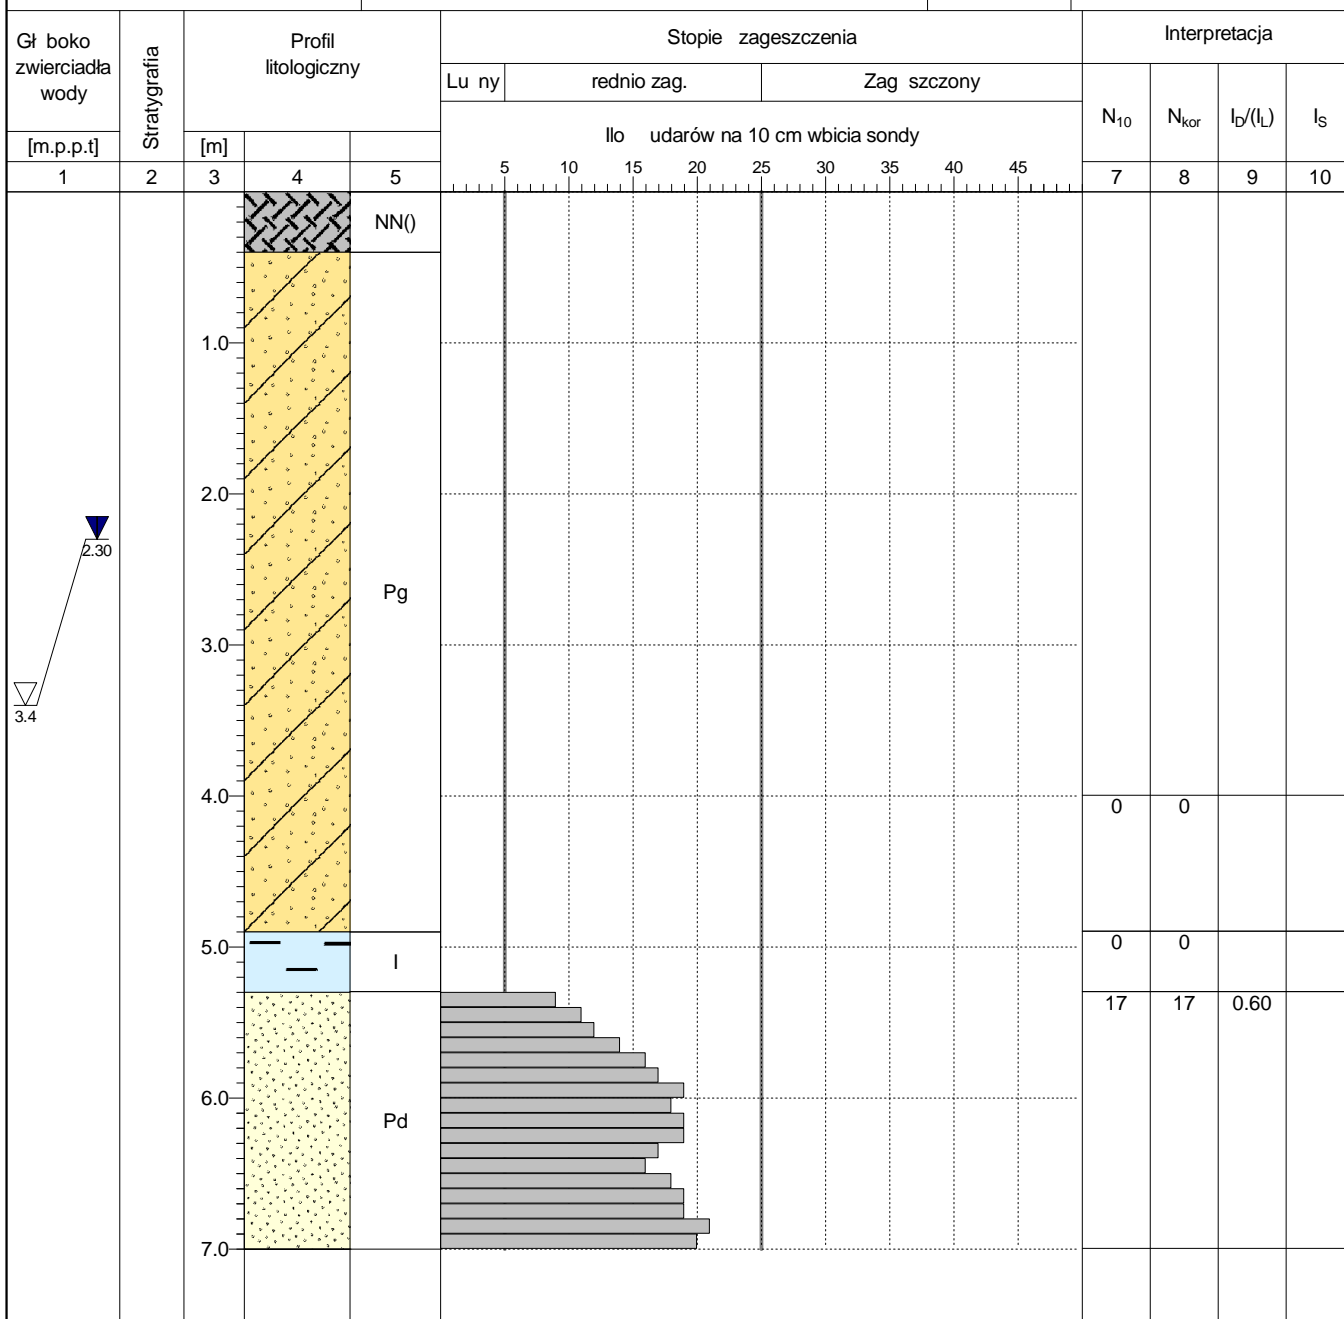 Gł boko
zwierciadła
wody
[m.p.p.t]
Stratygrafia
Profil
litologiczny
[m]
Stopie zageszczenia
Lu ny
rednio zag.
Zag szczony
Ilo udarów na 10 cm wbicia sondy
5 10 15 20 25 30 35 40 45
Interpretacja
N10 Nkor ID/(IL) IS
1 2 3 4 5 7 8 9 10
NN()
1.0
2.0
2.30
Pg
3.0
3.4
4.0
0 0
5.0
I
0 0
17 17 0.60
6.0
Pd
7.0